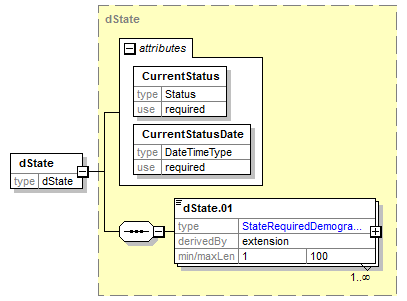 dState
attributes
CurrentStatus
type Status
use required
CurrentStatusDate
type DateTimeType
use required
dState
type dState
dState.01
type StateRequiredDemogra...
derivedBy extension
min/maxLen 1 100
1..∞